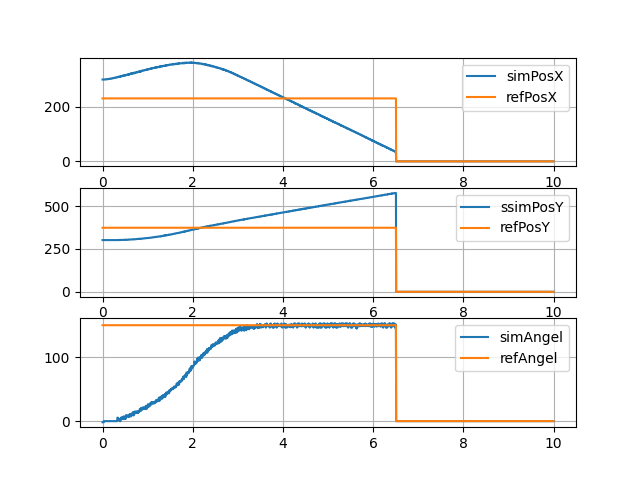 200
0
0 2 4 6 8 10
simPosX
refPosX
500
250
0
0 2 4 6 8 10
ssimPosY
refPosY
100
0
0 2 4 6 8 10
simAngel
refAngel